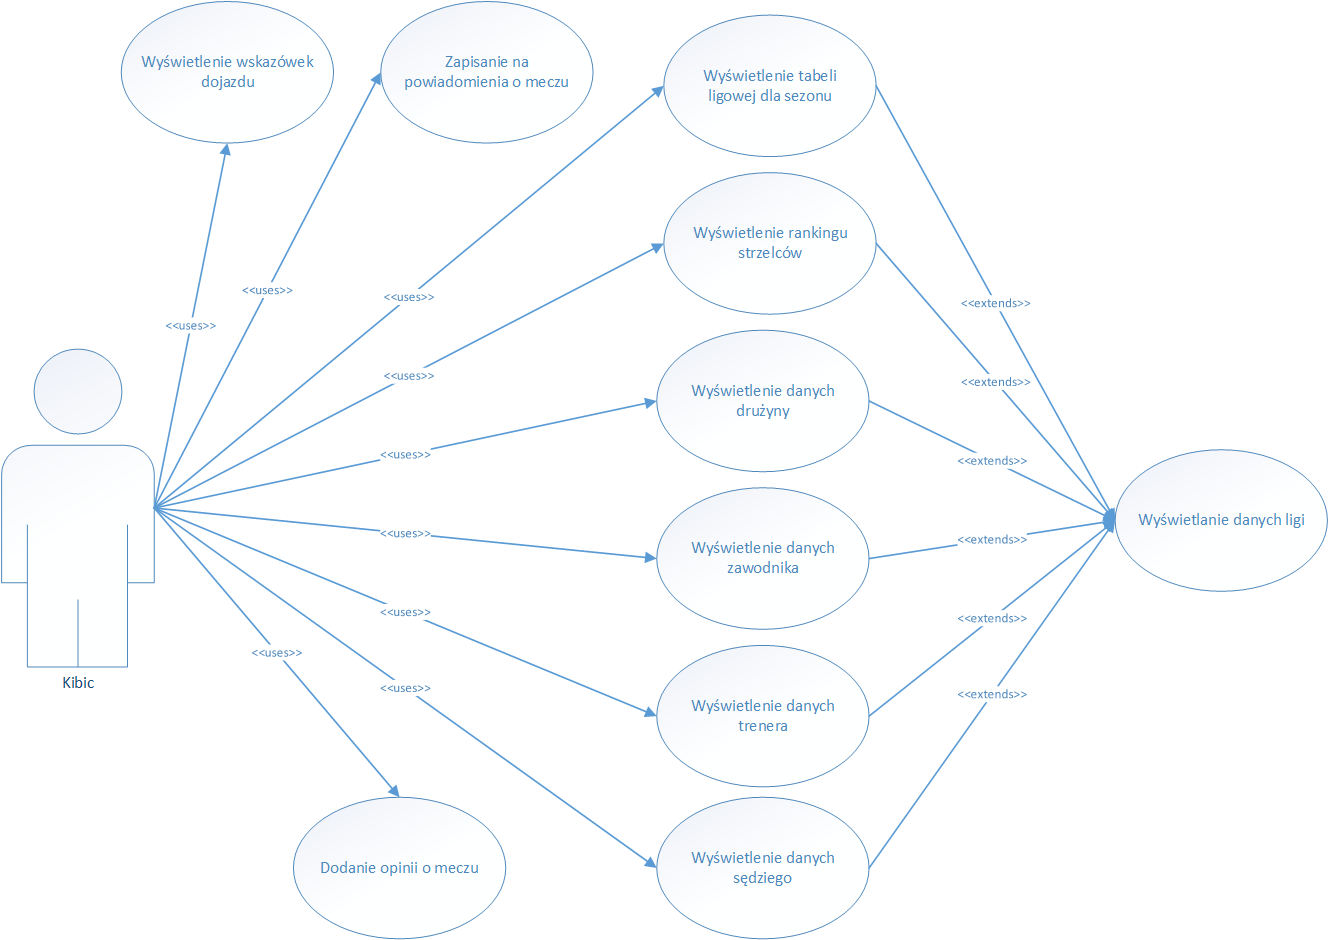 Wyświetlenie wskazówek
dojazdu
Zapisanie na
powiadomienia o meczu
Wyświetlenie tabeli
ligowej dla sezonu
Wyświetlenie rankingu
strzelców
<<uses>>
<<uses>>
<<uses>>
<<extends>>
<<uses>>
<<extends>>
Wyświetlenie danych
drużyny
<<uses>>
<<extends>>
Wyświetlanie danych ligi
<<uses>>
Wyświetlenie danych
zawodnika
<<extends>>
<<uses>>
<<extends>>
<<uses>>
Kibic
<<uses>>
<<extends>>
Wyświetlenie danych
trenera
Dodanie opinii o meczu
Wyświetlenie danych
sędziego